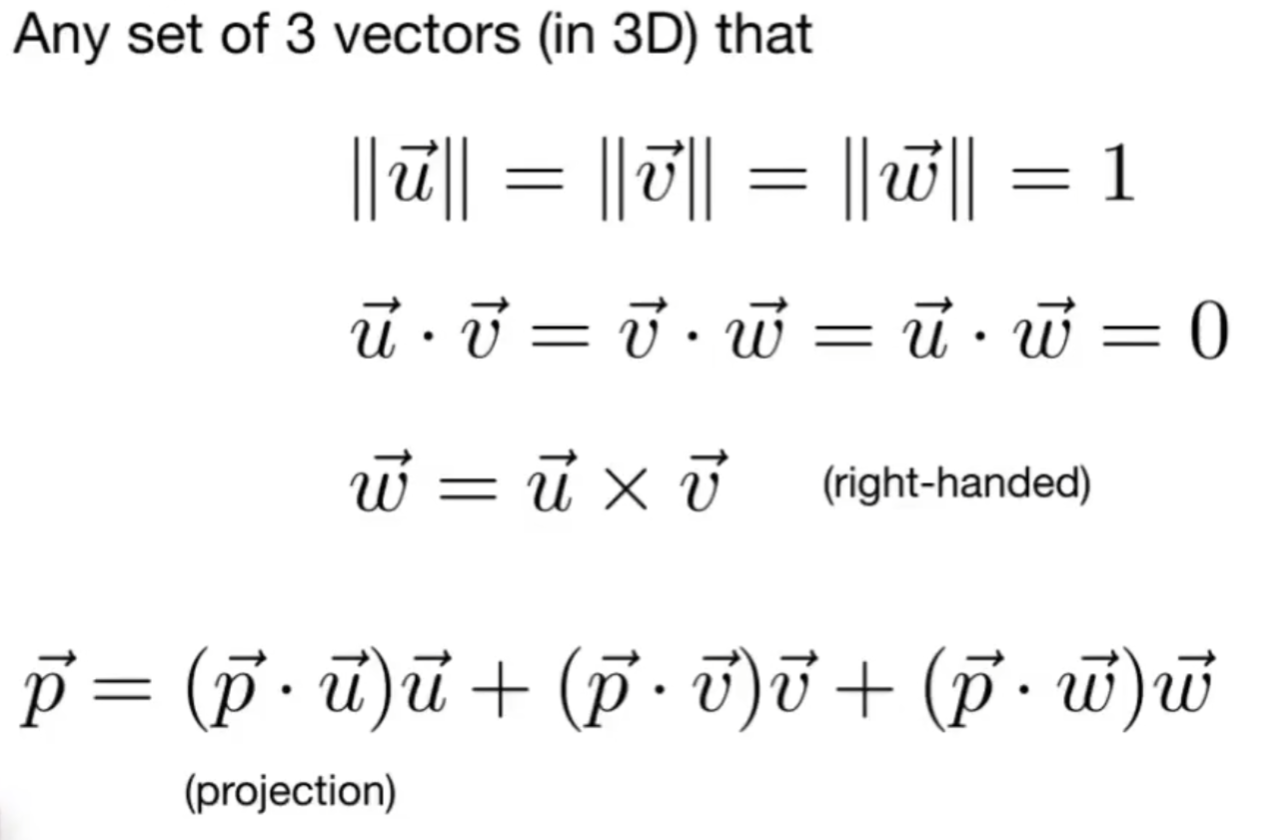 Any set of 3 vectors (in 3D) that
‖u⃗‖ = ‖v⃗‖ = ‖w⃗‖ = 1
u⃗ · v⃗ = v⃗ · w⃗ = u⃗ · w⃗ = 0
w⃗ = u⃗ × v⃗ (right-handed)
p⃗ = (p⃗ · u⃗)u⃗ + (p⃗ · v⃗)v⃗ + (p⃗ · w⃗)w⃗
(projection)